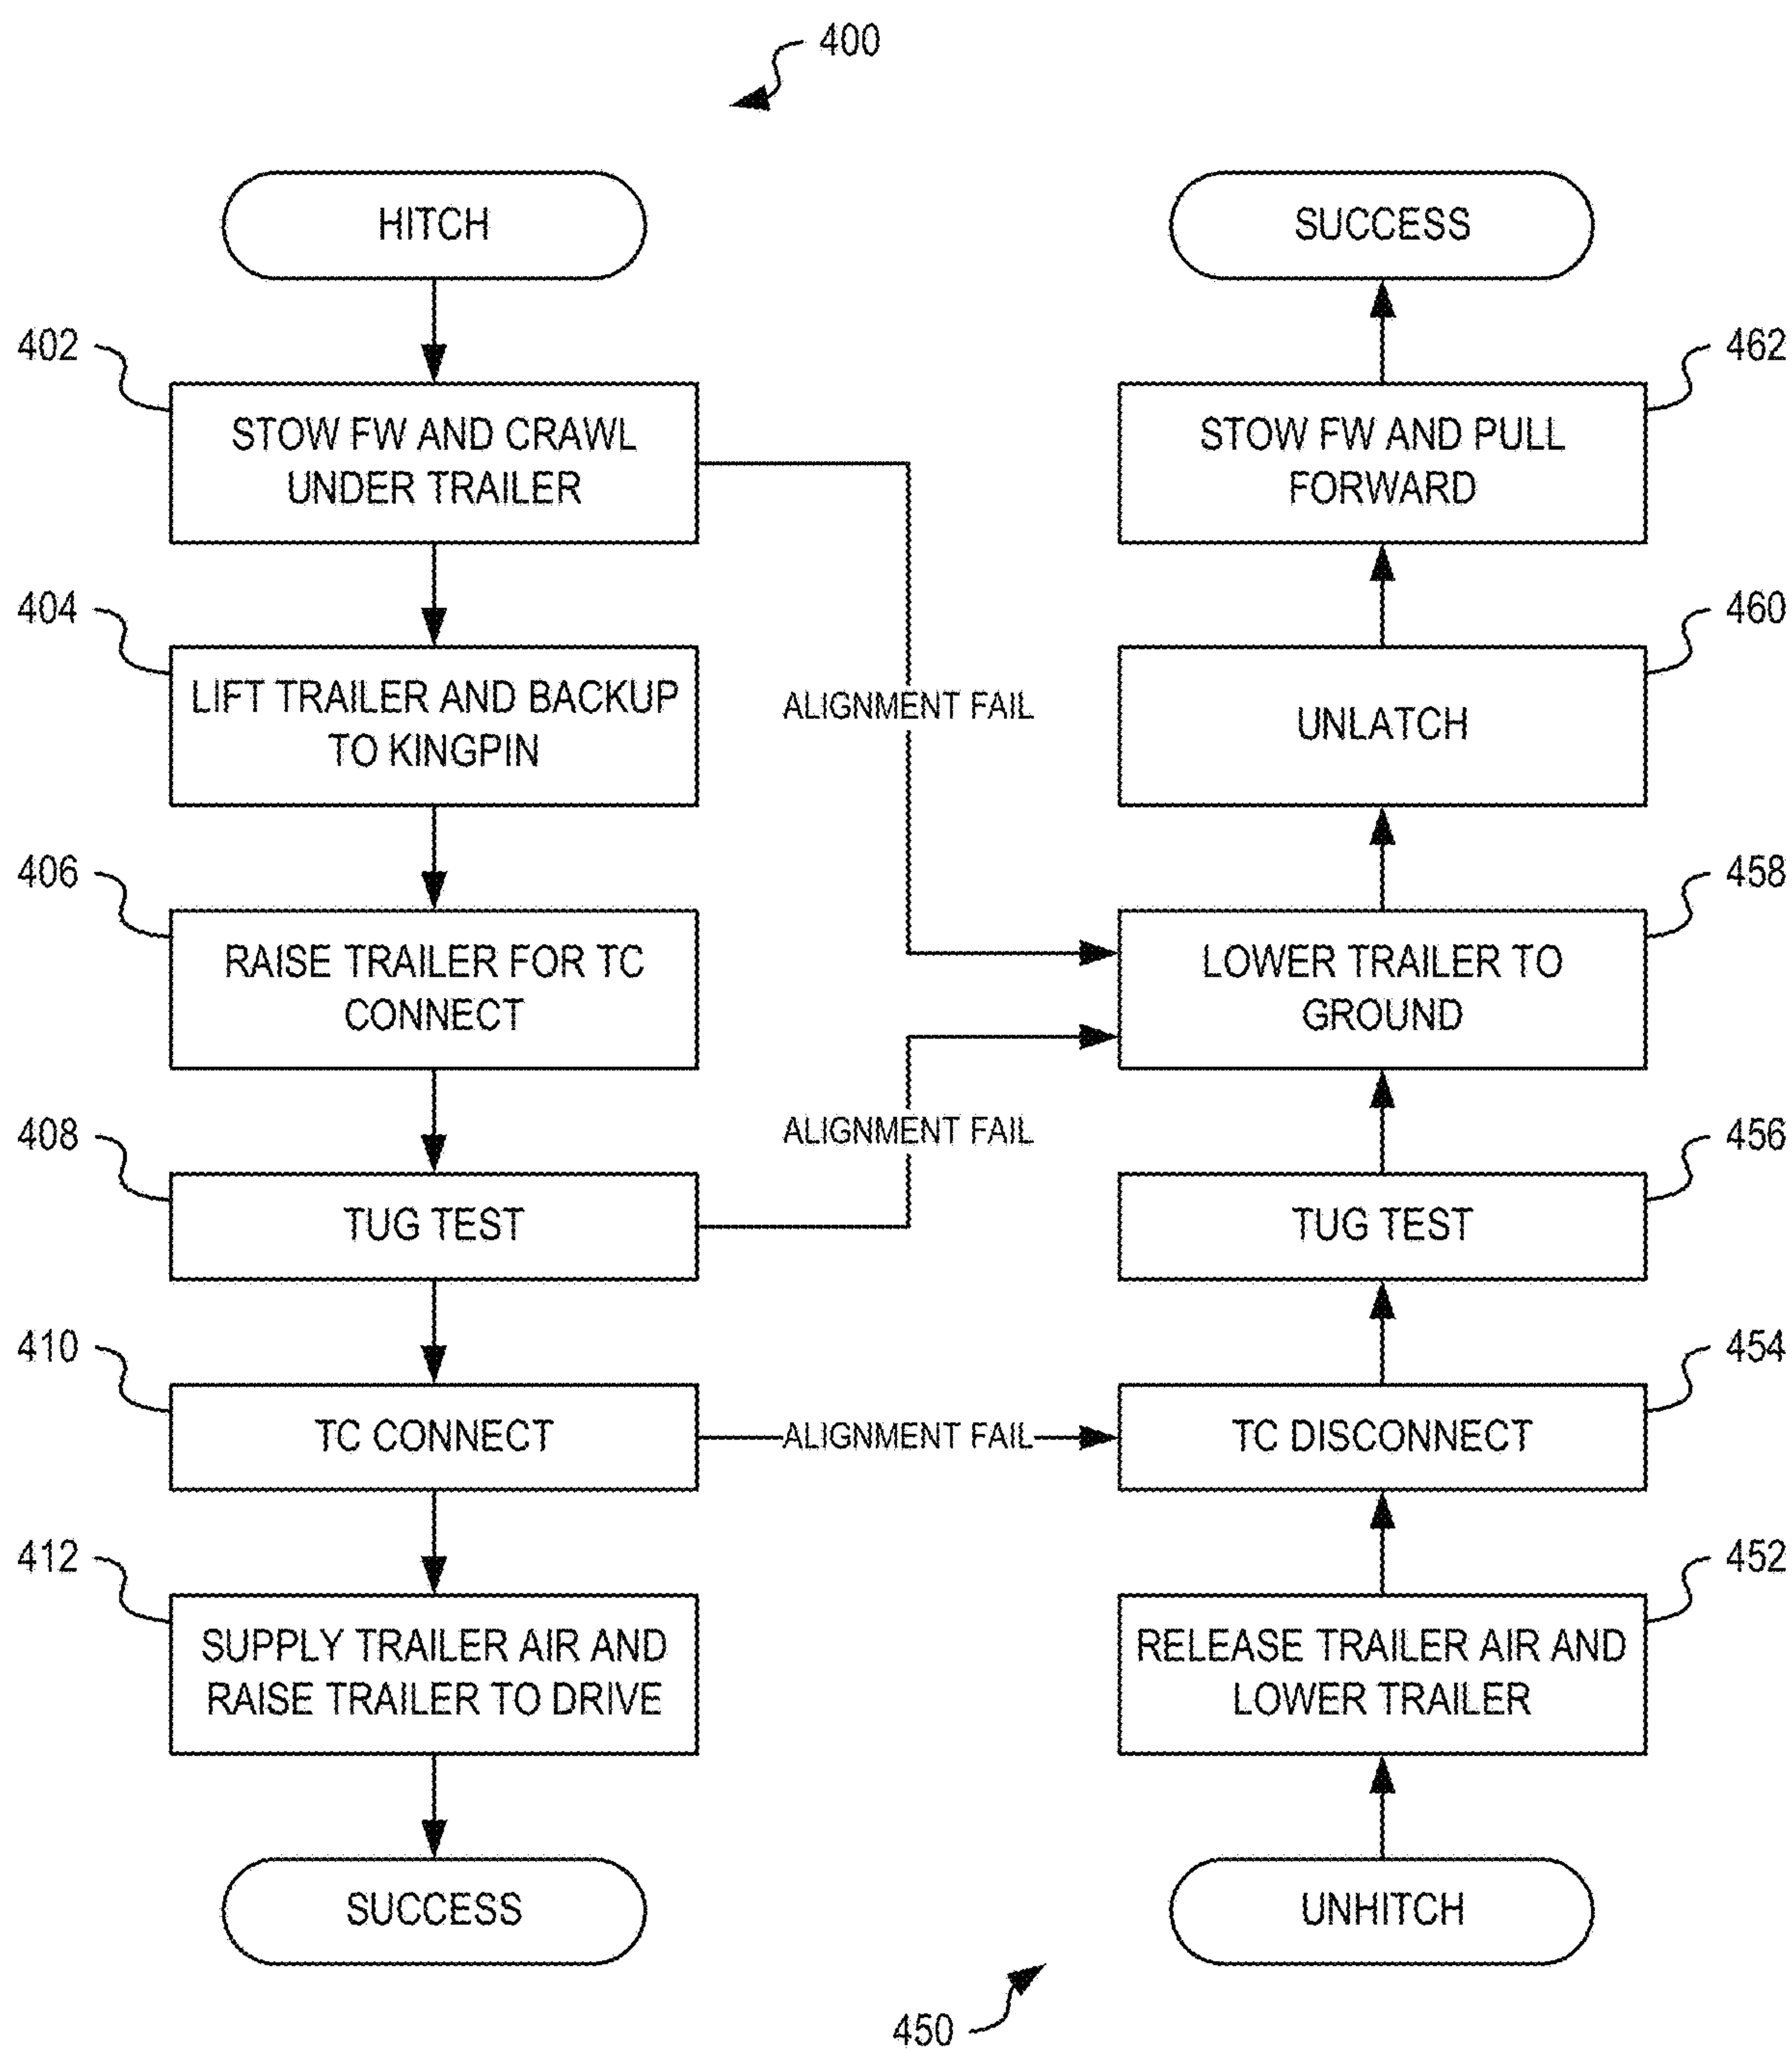 400
HITCH
402
STOW FW AND CRAWL
UNDER TRAILER
404
LIFT TRAILER AND BACKUP
TO KINGPIN
406
RAISE TRAILER FOR TC
CONNECT
408
TUG TEST
410
TC CONNECT
412
SUPPLY TRAILER AIR AND
RAISE TRAILER TO DRIVE
SUCCESS
ALIGNMENT FAIL
ALIGNMENT FAIL
ALIGNMENT FAIL
SUCCESS
462
STOW FW AND PULL
FORWARD
460
UNLATCH
458
LOWER TRAILER TO
GROUND
456
TUG TEST
454
TC DISCONNECT
452
RELEASE TRAILER AIR AND
LOWER TRAILER
UNHITCH
450